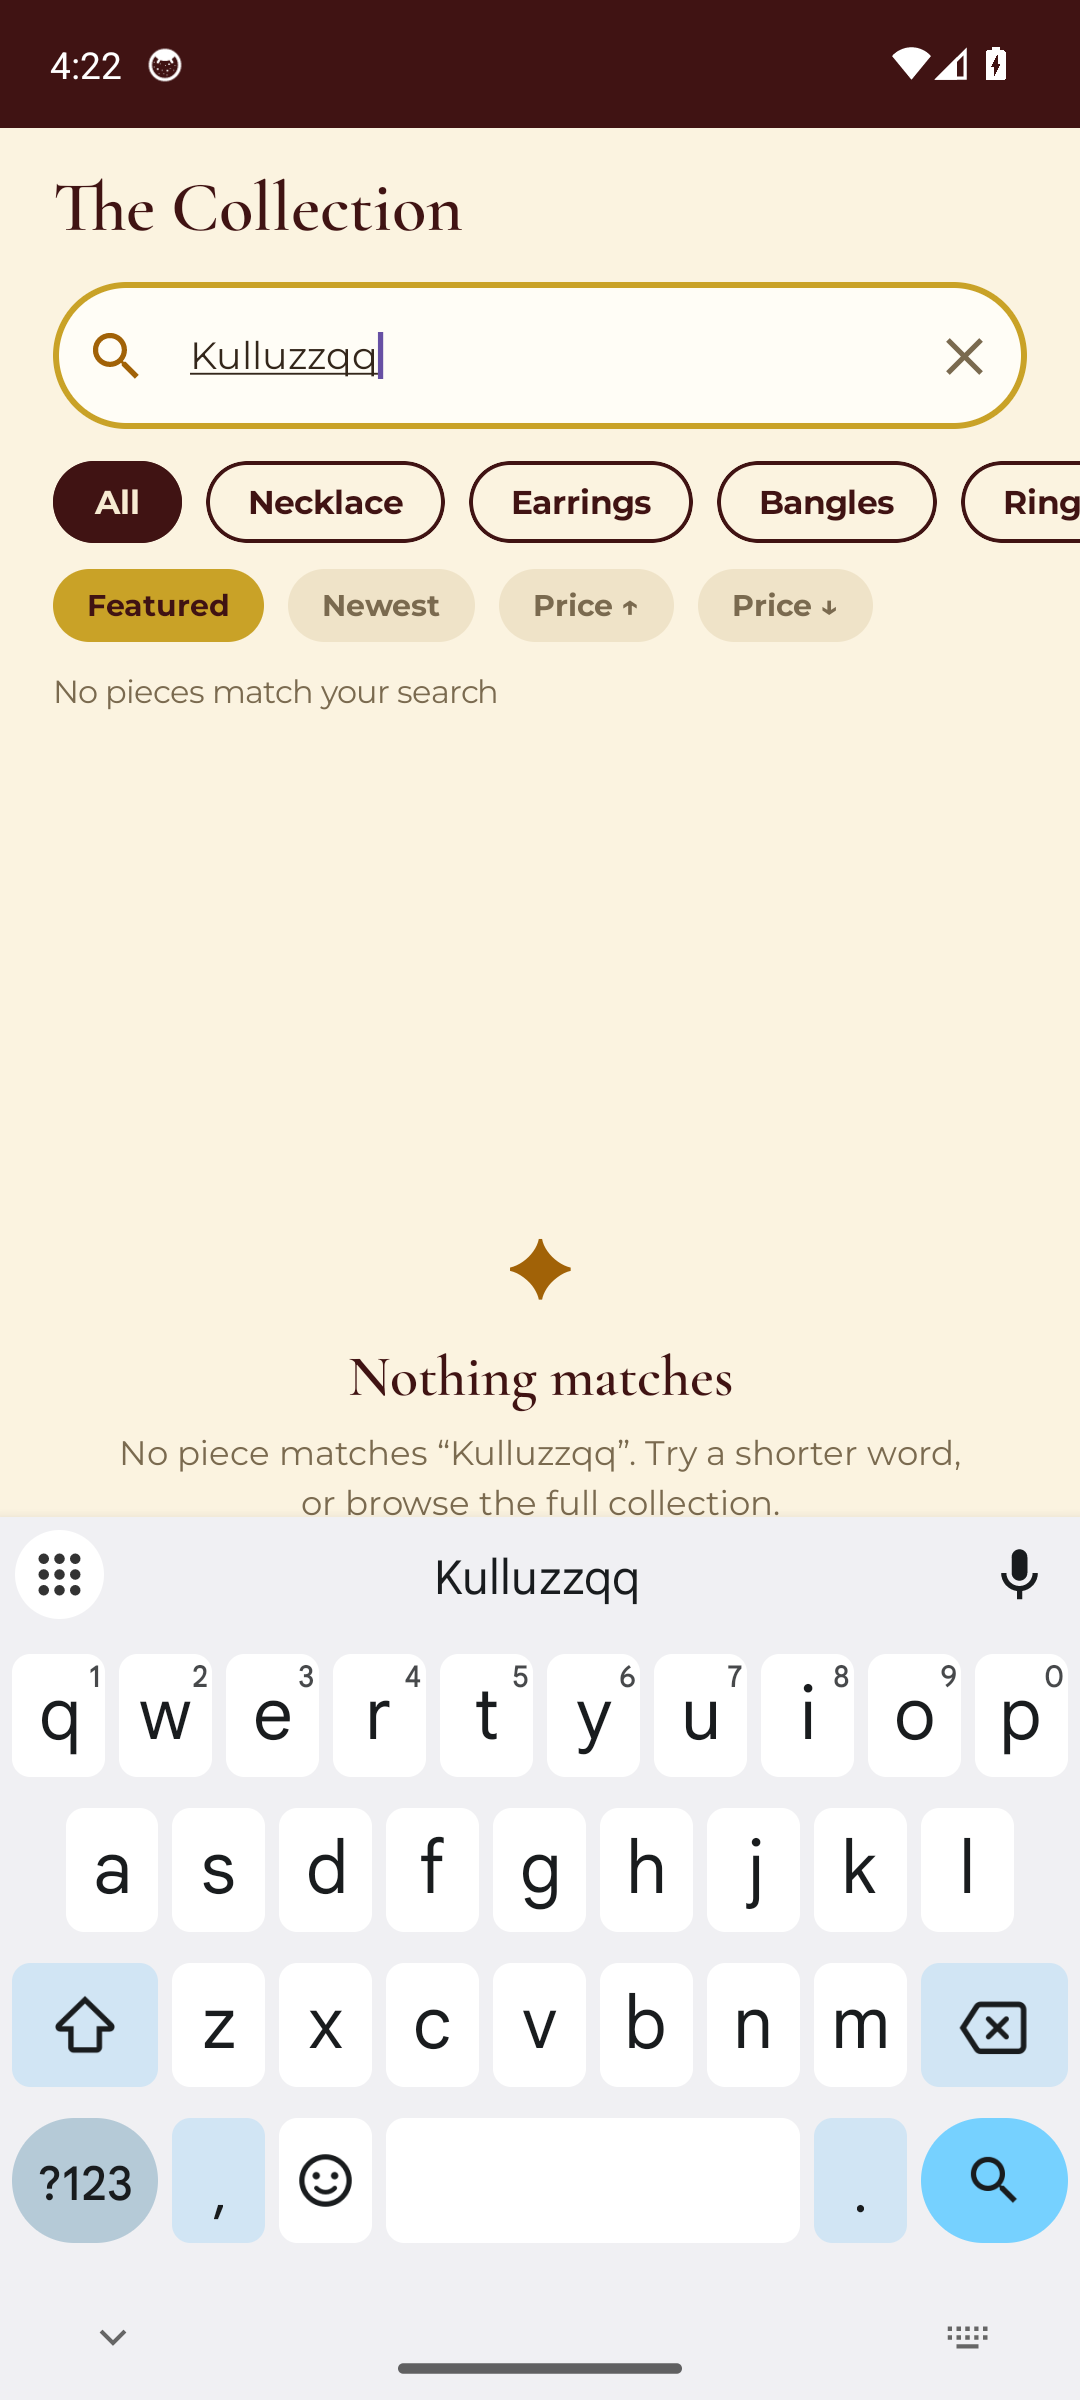 4:22
The Collection
Kulluzzqq
All Necklace Earrings Bangles Ring
Featured Newest Price ↑ Price ↓
No pieces match your search
Nothing matches
No piece matches “Kulluzzqq”. Try a shorter word,
or browse the full collection.
Kulluzzqq
1 2 3 4 5 6 7 8 9 0
q w e r t y u i o p
a s d f g h j k l
z x c v b n m
?123 , .